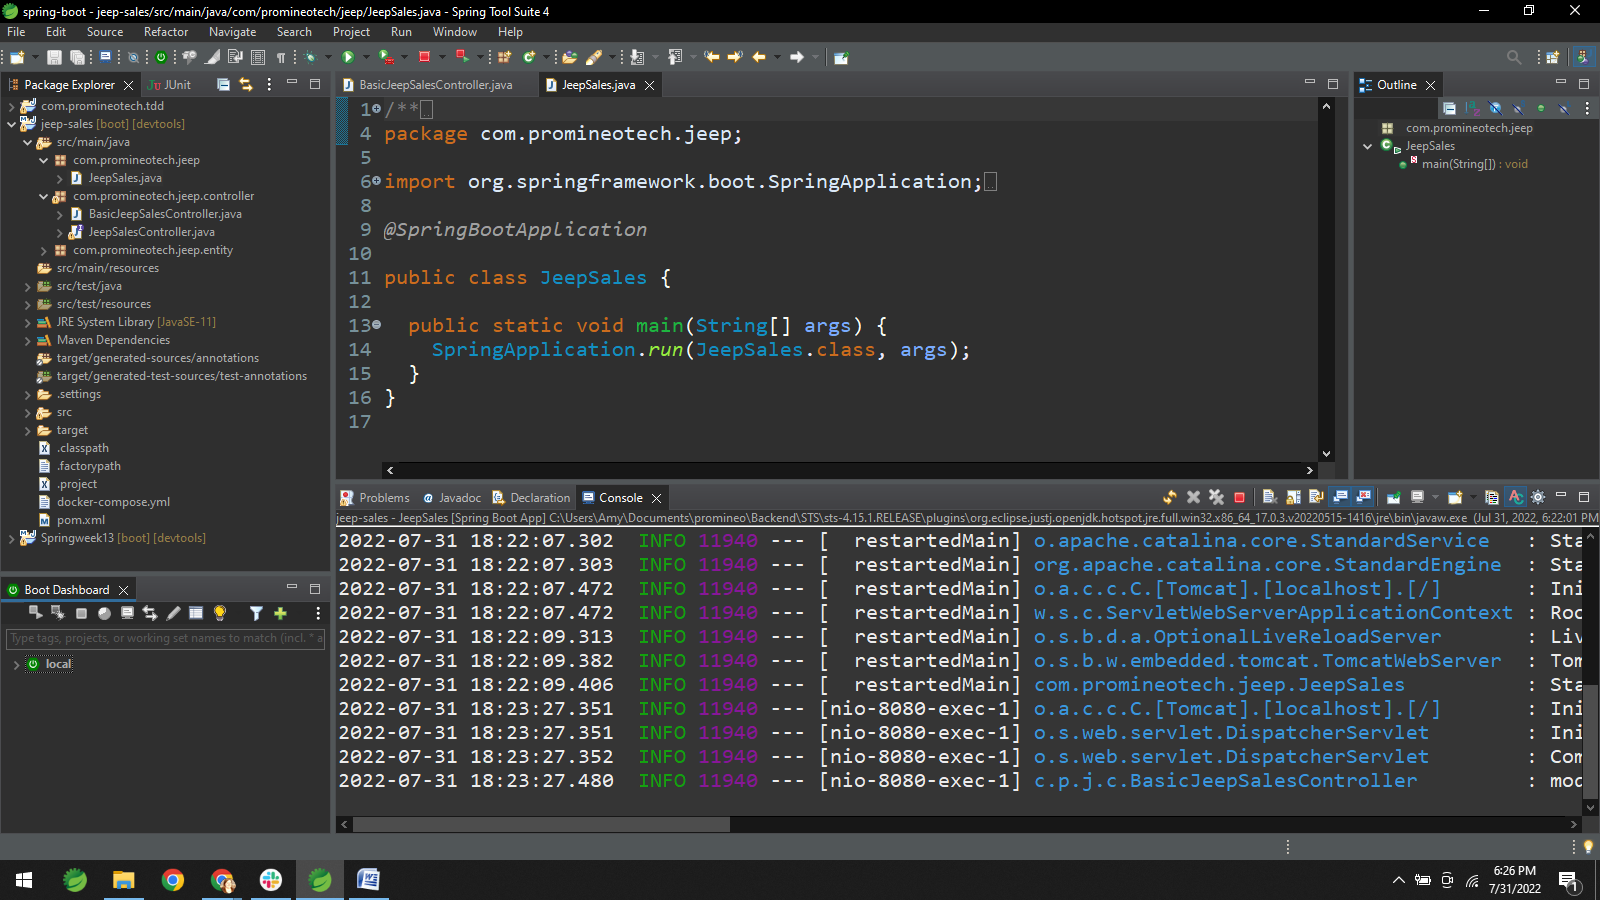 spring-boot - jeep-sales/src/main/java/com/promineotech/jeep/JeepSales.java - Spring Tool Suite 4
File Edit Source Refactor Navigate Search Project Run Window Help
Package Explorer JUnit
com.promineotech.tdd
jeep-sales [boot] [devtools]
src/main/java
com.promineotech.jeep
JeepSales.java
com.promineotech.jeep.controller
BasicJeepSalesController.java
JeepSalesController.java
com.promineotech.jeep.entity
src/main/resources
src/test/java
src/test/resources
JRE System Library [JavaSE-11]
Maven Dependencies
target/generated-sources/annotations
target/generated-test-sources/test-annotations
.settings
src
target
.classpath
.factorypath
.project
docker-compose.yml
pom.xml
Springweek13 [boot] [devtools]
Boot Dashboard
Type tags, projects, or working set names to match (incl. * a
local
BasicJeepSalesController.java JeepSales.java
1 /**
4 package com.promineotech.jeep;
5
6 import org.springframework.boot.SpringApplication;
8
9 @SpringBootApplication
10
11 public class JeepSales {
12
13 public static void main(String[] args) {
14 SpringApplication.run(JeepSales.class, args);
15 }
16 }
17
Outline
com.promineotech.jeep
JeepSales
main(String[]) : void
Problems Javadoc Declaration Console
jeep-sales - JeepSales [Spring Boot App] C:\Users\Amy\Documents\promineo\Backend\STS\sts-4.15.1.RELEASE\plugins\org.eclipse.justj.openjdk.hotspot.jre.full.win32.x86_64_17.0.3.v20220515-1416\jre\bin\javaw.exe (Jul 31, 2022, 6:22:01 PM
2022-07-31 18:22:07.302 INFO 11940 --- [ restartedMain] o.apache.catalina.core.StandardService : Sta
2022-07-31 18:22:07.303 INFO 11940 --- [ restartedMain] org.apache.catalina.core.StandardEngine : Sta
2022-07-31 18:22:07.472 INFO 11940 --- [ restartedMain] o.a.c.c.C.[Tomcat].[localhost].[/] : Ini
2022-07-31 18:22:07.472 INFO 11940 --- [ restartedMain] w.s.c.ServletWebServerApplicationContext : Roo
2022-07-31 18:22:09.313 INFO 11940 --- [ restartedMain] o.s.b.d.a.OptionalLiveReloadServer : Liv
2022-07-31 18:22:09.382 INFO 11940 --- [ restartedMain] o.s.b.w.embedded.tomcat.TomcatWebServer : Tom
2022-07-31 18:22:09.406 INFO 11940 --- [ restartedMain] com.promineotech.jeep.JeepSales : Sta
2022-07-31 18:23:27.351 INFO 11940 --- [nio-8080-exec-1] o.a.c.c.C.[Tomcat].[localhost].[/] : Ini
2022-07-31 18:23:27.351 INFO 11940 --- [nio-8080-exec-1] o.s.web.servlet.DispatcherServlet : Ini
2022-07-31 18:23:27.352 INFO 11940 --- [nio-8080-exec-1] o.s.web.servlet.DispatcherServlet : Com
2022-07-31 18:23:27.480 INFO 11940 --- [nio-8080-exec-1] c.p.j.c.BasicJeepSalesController : mod
6:26 PM
7/31/2022
1